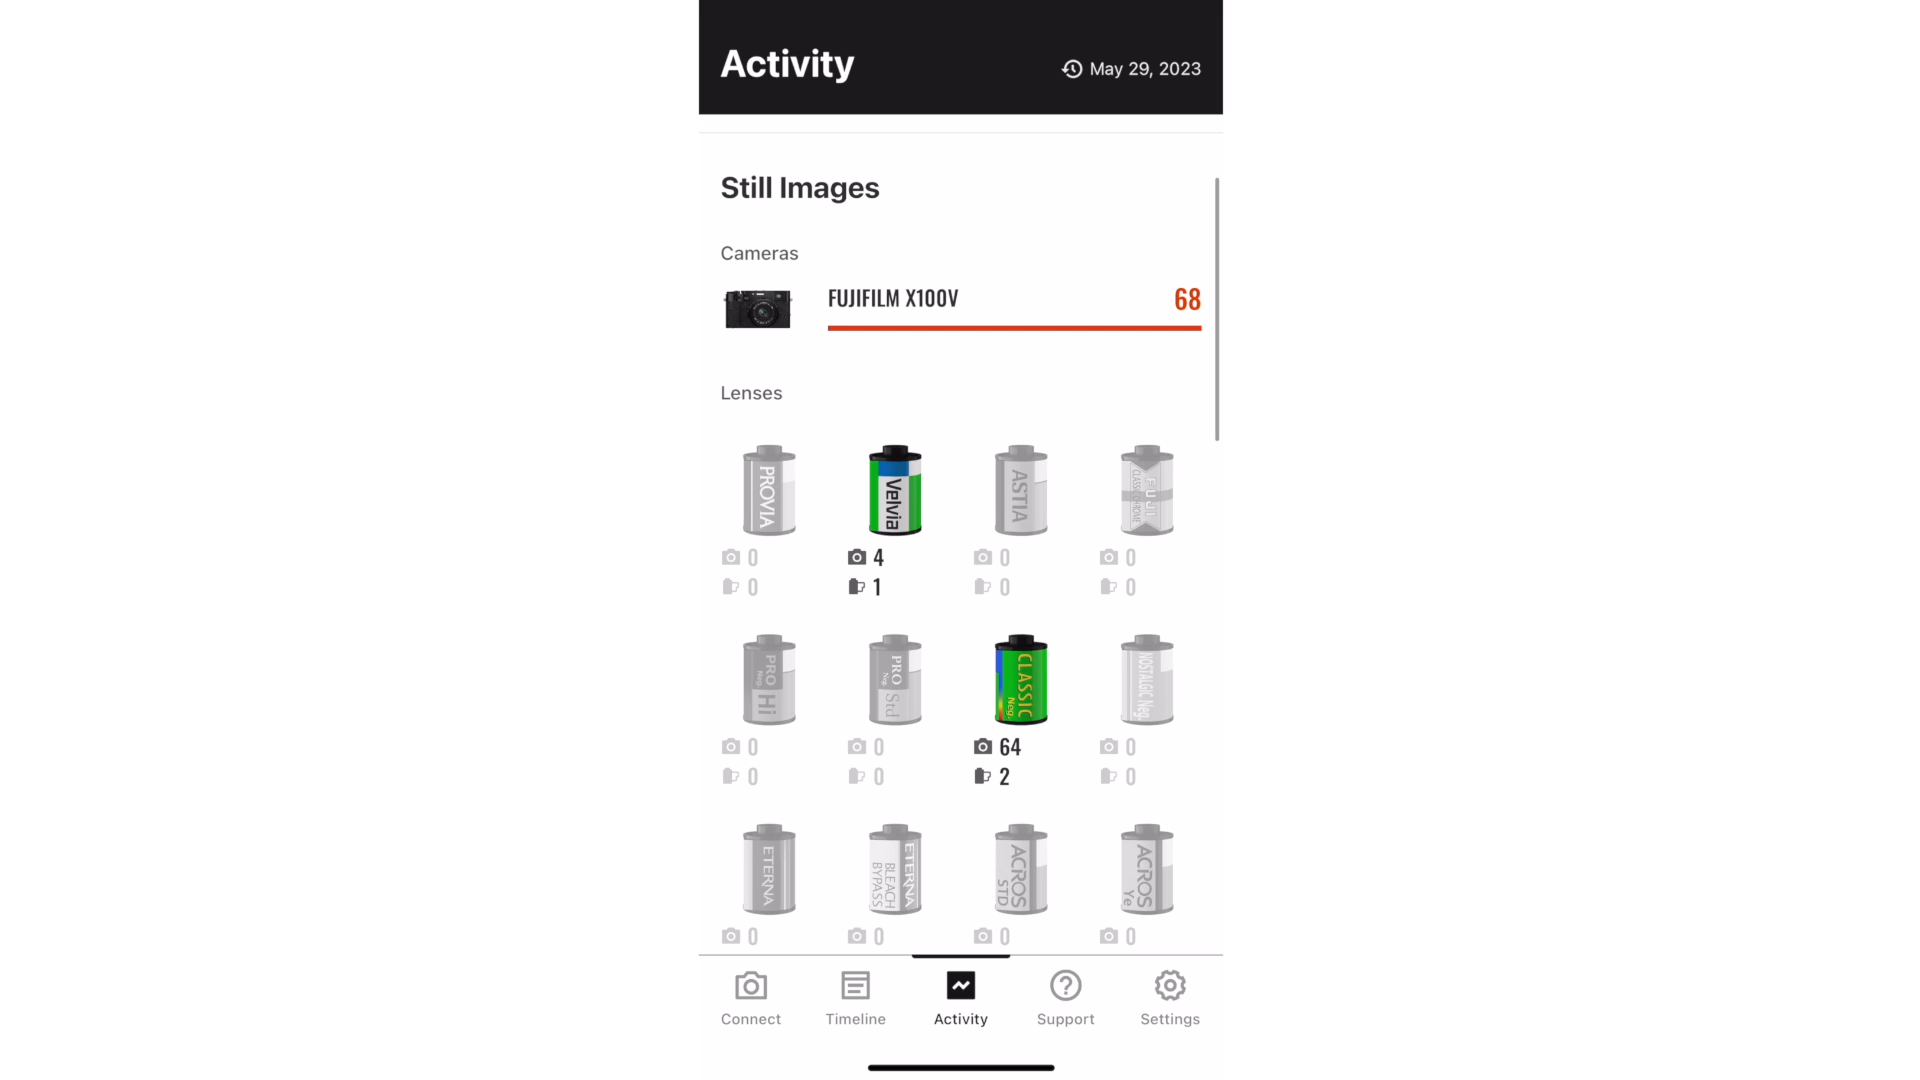 Activity
May 29, 2023
Still Images
Cameras
FUJIFILM X100V
68
Lenses
PROVIA
Velvia
ASTIA
FUJI
CLASSIC CHROME
0
4
0
0
0
1
0
0
PRO
Neg.
Hi
PRO
Neg.
Std
CLASSIC
Neg.
NOSTALGIC Neg.
0
0
64
0
0
0
2
0
ETERNA
ETERNA
BLEACH
BYPASS
ACROS
STD
ACROS
Ye
0
0
0
0
Connect
Timeline
Activity
Support
Settings